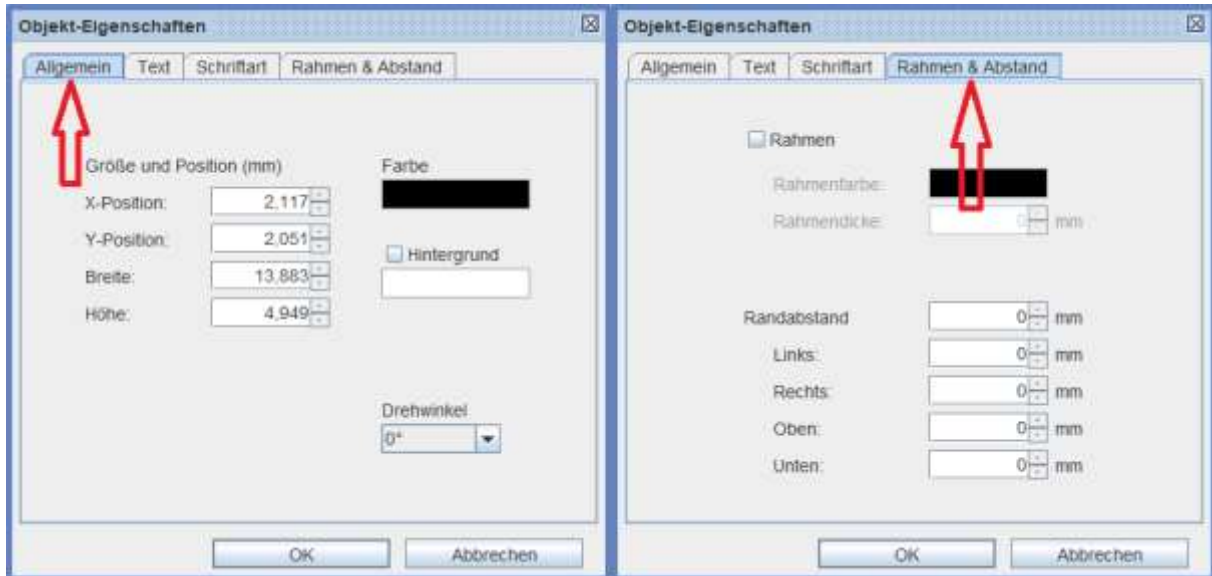 Objekt-Eigenschaften
Allgemein Text Schriftart Rahmen & Abstand
Größe und Position (mm)
Farbe
X-Position: 2,117
Y-Position: 2,051
Hintergrund
Breite: 13,883
Höhe: 4,949
Drehwinkel
0°
OK Abbrechen
Objekt-Eigenschaften
Allgemein Text Schriftart Rahmen & Abstand
Rahmen
Rahmenfarbe:
Rahmendicke: 0 mm
Randabstand 0 mm
Links: 0 mm
Rechts: 0 mm
Oben: 0 mm
Unten: 0 mm
OK Abbrechen